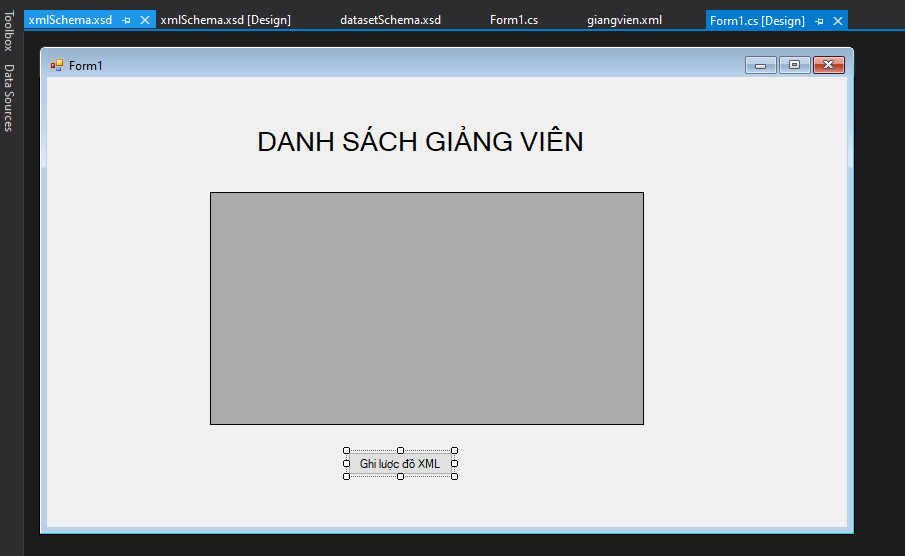 Toolbox
Data Sources
xmlSchema.xsd
xmlSchema.xsd [Design]
datasetSchema.xsd
Form1.cs
giangvien.xml
Form1.cs [Design]
Form1
DANH SÁCH GIẢNG VIÊN
Ghi lược đồ XML